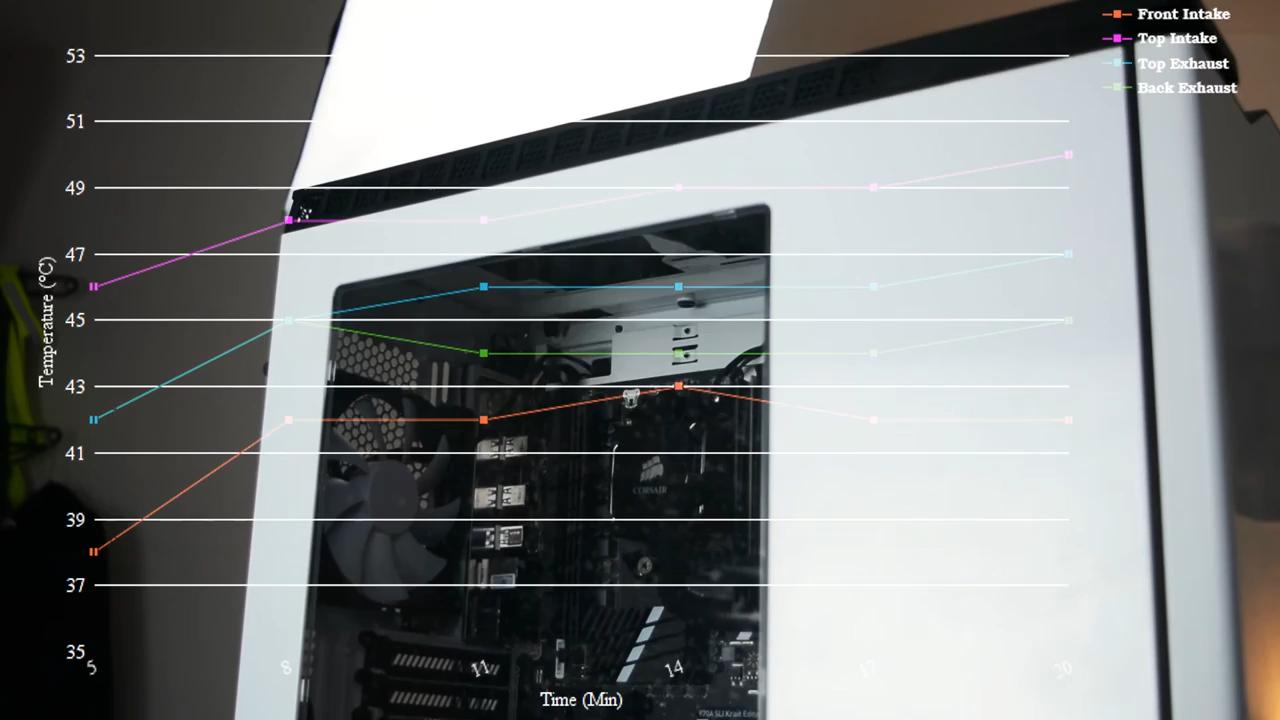 Front Intake
Top Intake
Top Exhaust
Back Exhaust
53
51
49
47
45
43
41
39
37
35
Temperature (°C)
5
8
11
14
17
20
Time (Min)
CORSAIR